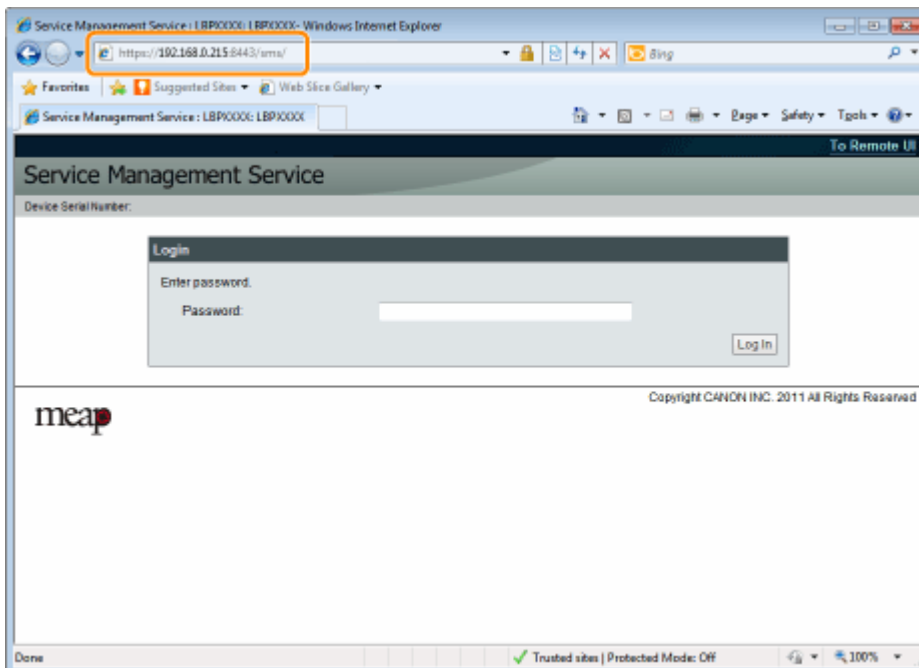 Service Management Service : LBPXXXX: LBPXXXX- Windows Internet Explorer
https://192.168.0.215:8443/sms/
Bing
Favorites Suggested Sites Web Slice Gallery
Service Management Service : LBPXXXX: LBPXXXX
Page Safety Tools
To Remote UI
Service Management Service
Device Serial Number:
Login
Enter password.
Password:
Log In
Copyright CANON INC. 2011 All Rights Reserved
meap
Done
Trusted sites | Protected Mode: Off
100%